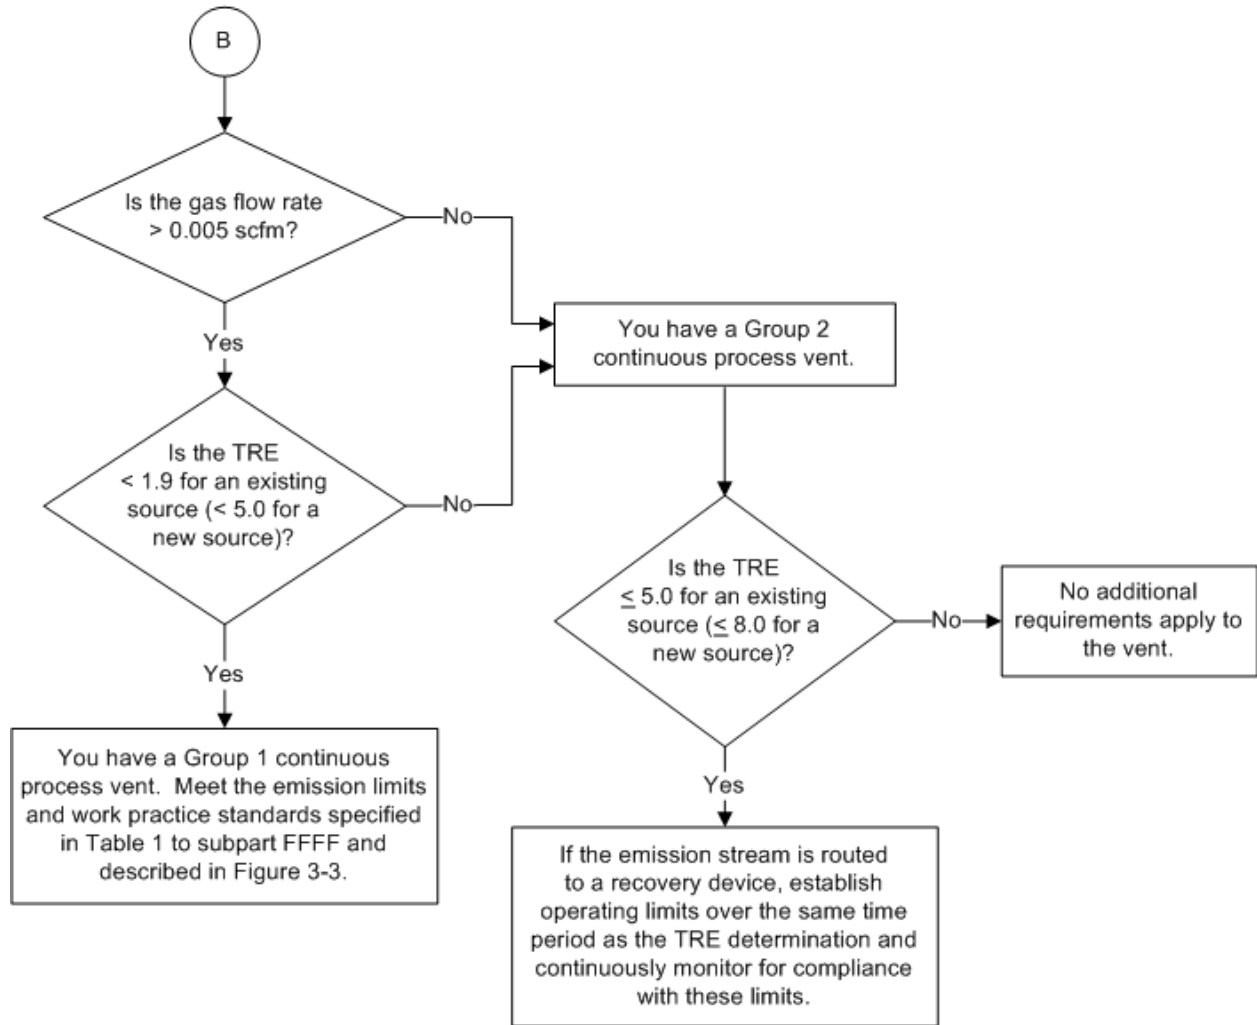 B
Is the gas flow rate
> 0.005 scfm?
No
Yes
You have a Group 2
continuous process vent.
Is the TRE
< 1.9 for an existing
source (< 5.0 for a
new source)?
No
Yes
Is the TRE
≤ 5.0 for an existing
source (≤ 8.0 for a
new source)?
No
No additional
requirements apply to
the vent.
Yes
You have a Group 1 continuous
process vent. Meet the emission limits
and work practice standards specified
in Table 1 to subpart FFFF and
described in Figure 3-3.
If the emission stream is routed
to a recovery device, establish
operating limits over the same time
period as the TRE determination and
continuously monitor for compliance
with these limits.